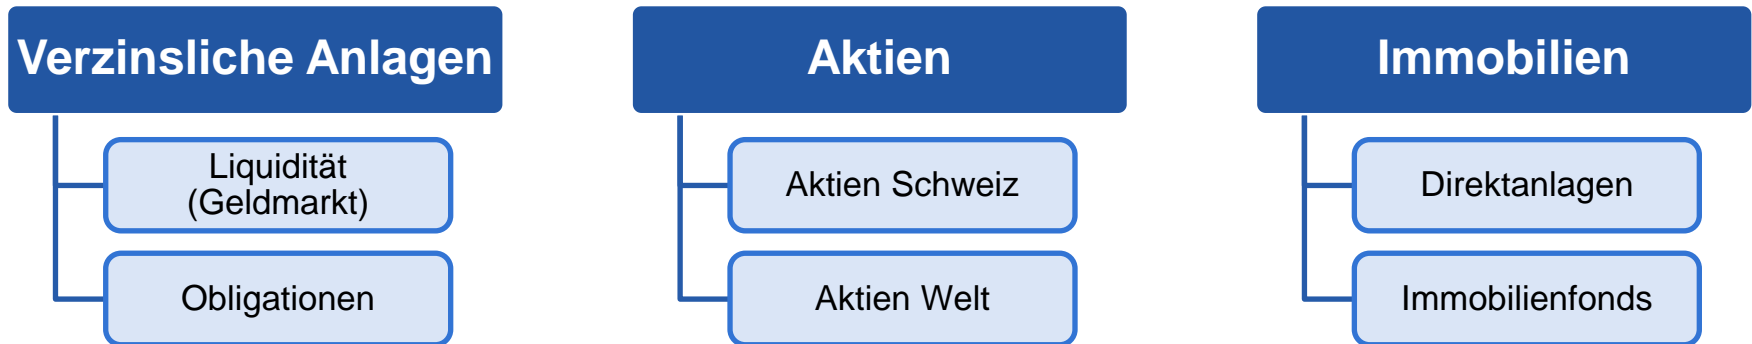 Verzinsliche Anlagen
Liquidität
(Geldmarkt)
Obligationen
Aktien
Aktien Schweiz
Aktien Welt
Immobilien
Direktanlagen
Immobilienfonds